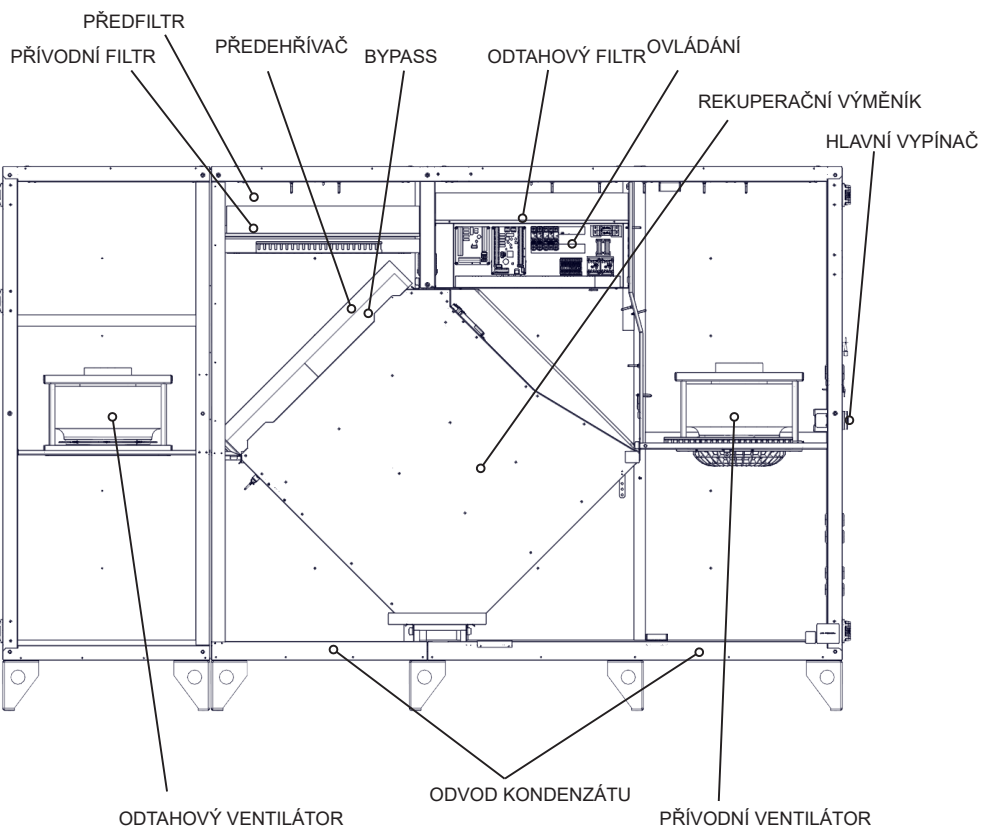 PŘEDFILTR
PŘÍVODNÍ FILTR
PŘEDEHŘÍVAČ
BYPASS
ODTAHOVÝ FILTR
OVLÁDÁNÍ
REKUPERAČNÍ VÝMĚNÍK
HLAVNÍ VYPÍNAČ
ODVOD KONDENZÁTU
ODTAHOVÝ VENTILÁTOR
PŘÍVODNÍ VENTILÁTOR